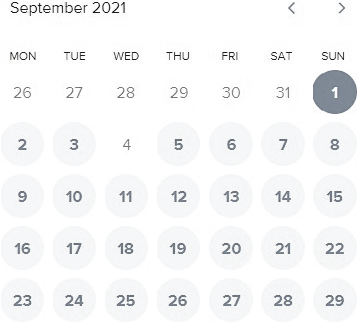 September 2021
MON TUE WED THU FRI SAT SUN
26 27 28 29 30 31 1
2 3 4 5 6 7 8
9 10 11 12 13 14 15
16 17 18 19 20 21 22
23 24 25 26 27 28 29